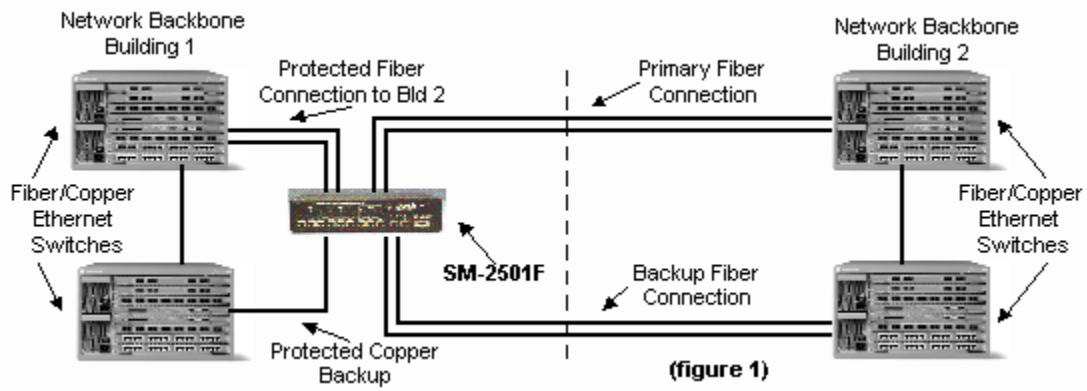 Network Backbone
Building 1
Network Backbone
Building 2
Protected Fiber
Connection to Bld 2
Primary Fiber
Connection
Fiber/Copper
Ethernet
Switches
Fiber/Copper
Ethernet
Switches
SM-2501F
Backup Fiber
Connection
Protected Copper
Backup
(figure 1)